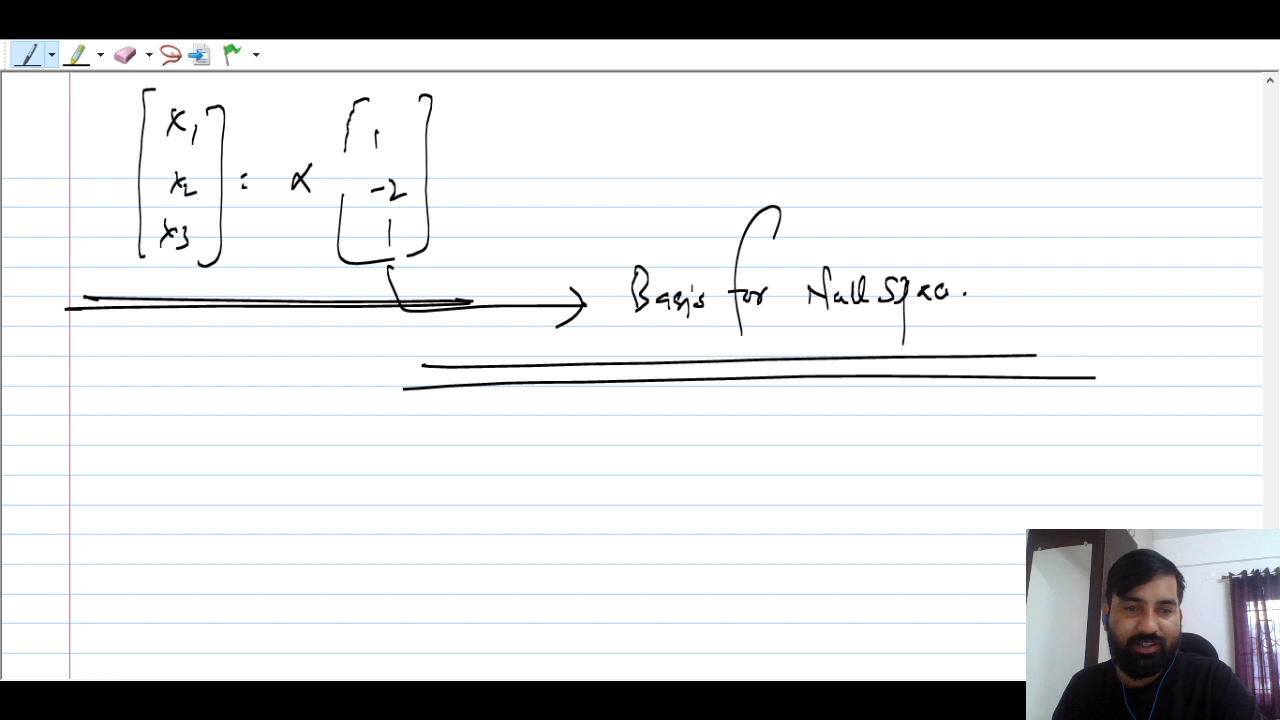 [x1 x2 x3] = α [1 -2 1]
Basis for Null Space.